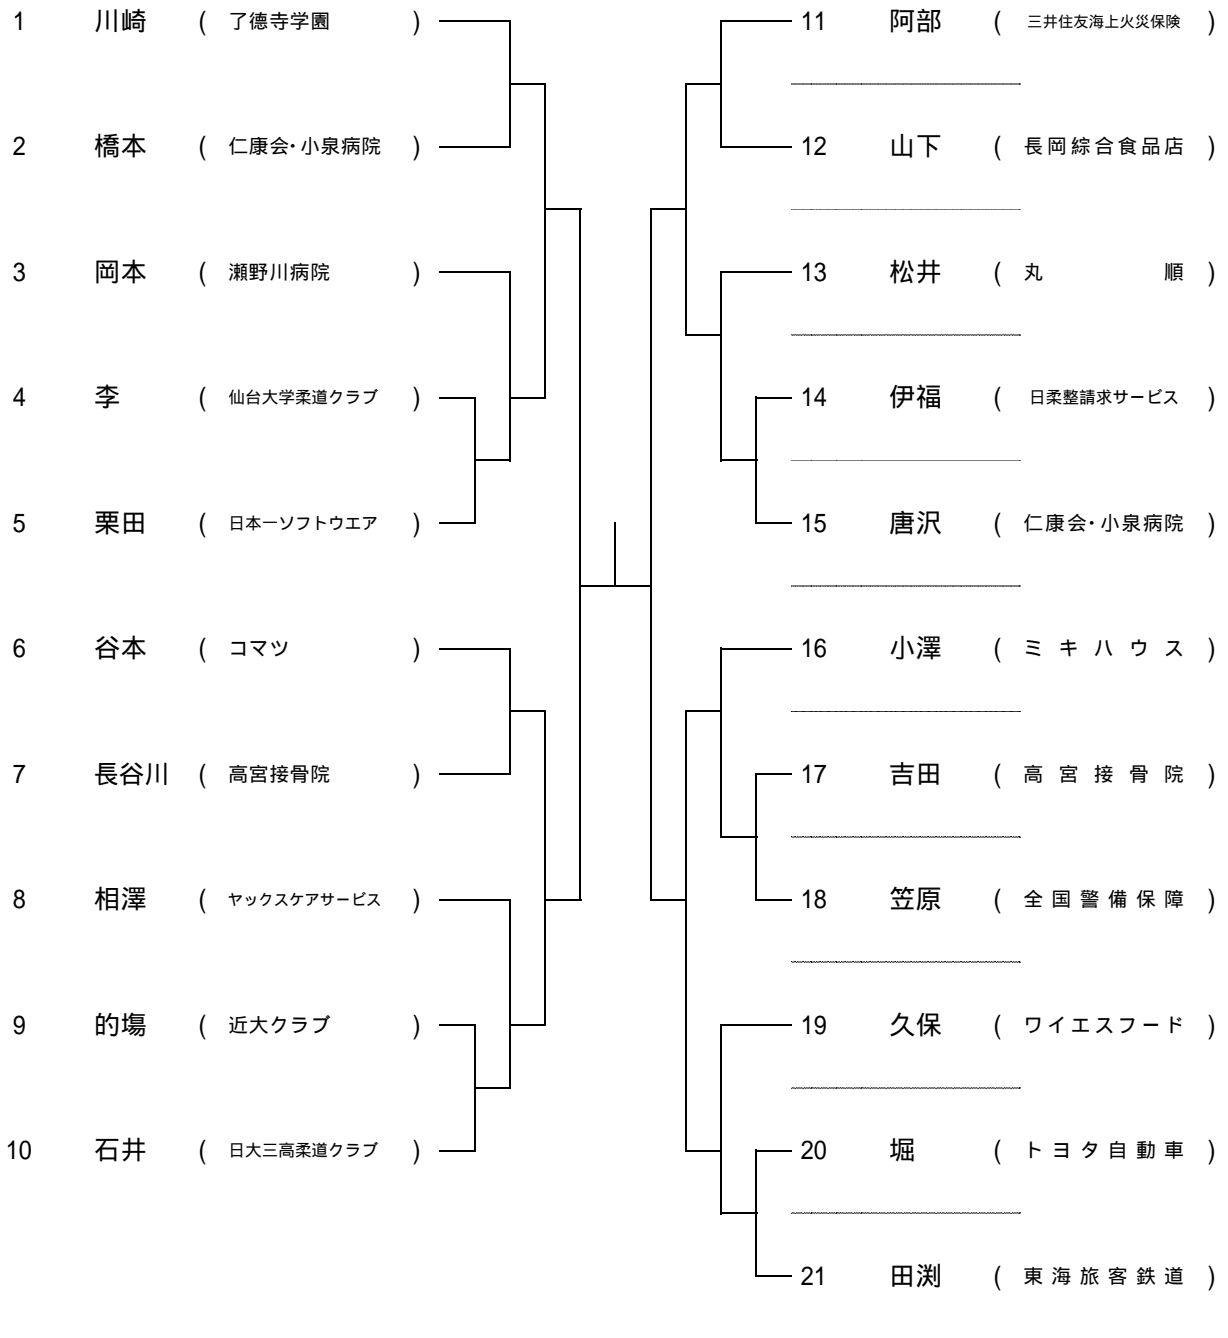 1 川崎 ( 了德寺学園 )
2 橋本 ( 仁康会・小泉病院 )
3 岡本 ( 瀬野川病院 )
4 李 ( 仙台大学柔道クラブ )
5 栗田 ( 日本一ソフトウエア )
6 谷本 ( コマツ )
7 長谷川 ( 高宮接骨院 )
8 相澤 ( ヤックスケアサービス )
9 的塲 ( 近大クラブ )
10 石井 ( 日大三高柔道クラブ )
11 阿部 ( 三井住友海上火災保険 )
12 山下 ( 長岡綜合食品店 )
13 松井 ( 丸順 )
14 伊福 ( 日柔整請求サービス )
15 唐沢 ( 仁康会・小泉病院 )
16 小澤 ( ミキハウス )
17 吉田 ( 高宮接骨院 )
18 笠原 ( 全国警備保障 )
19 久保 ( ワイエスフード )
20 堀 ( トヨタ自動車 )
21 田渕 ( 東海旅客鉄道 )